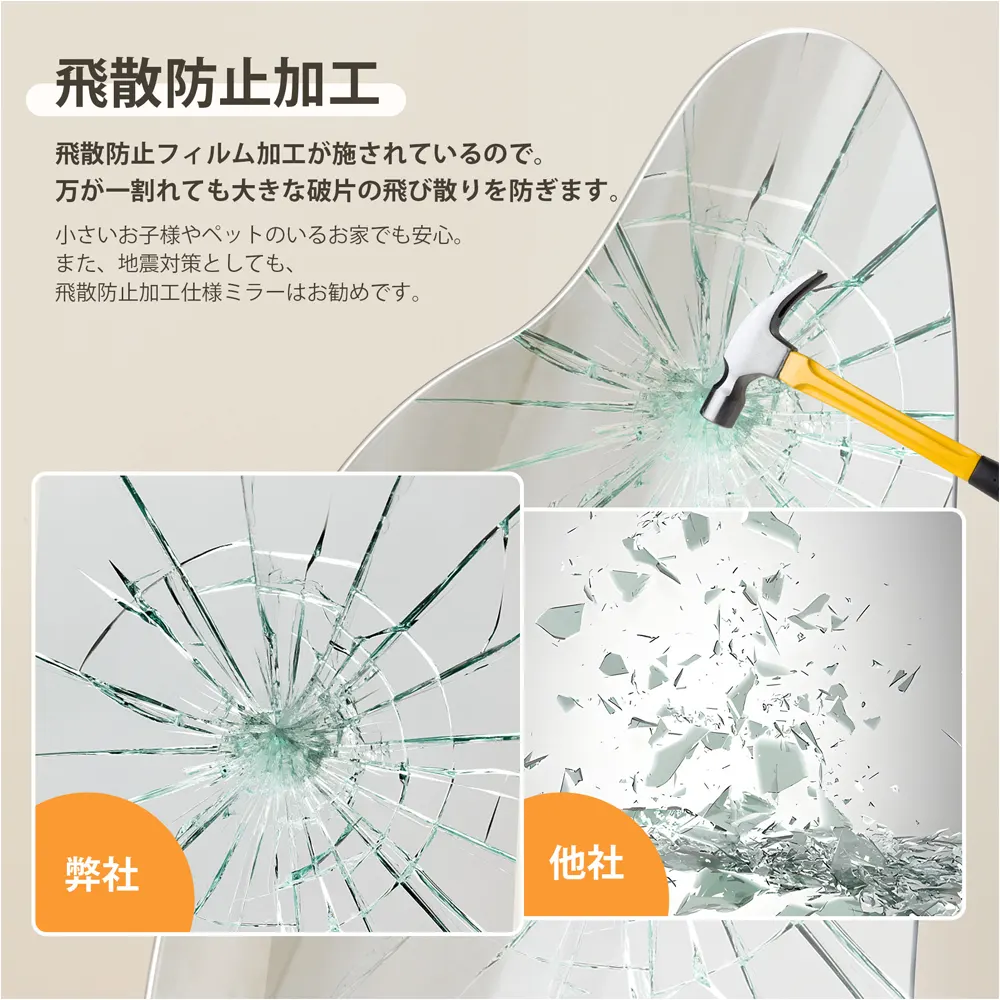 飛散防止加工
飛散防止フィルム加工が施されているので。
万が一割れても大きな破片の飛び散りを防ぎます。
小さいお子様やペットのいるお家でも安心。
また、地震対策としても、
飛散防止加工仕様ミラーはお勧めです。
弊社
他社